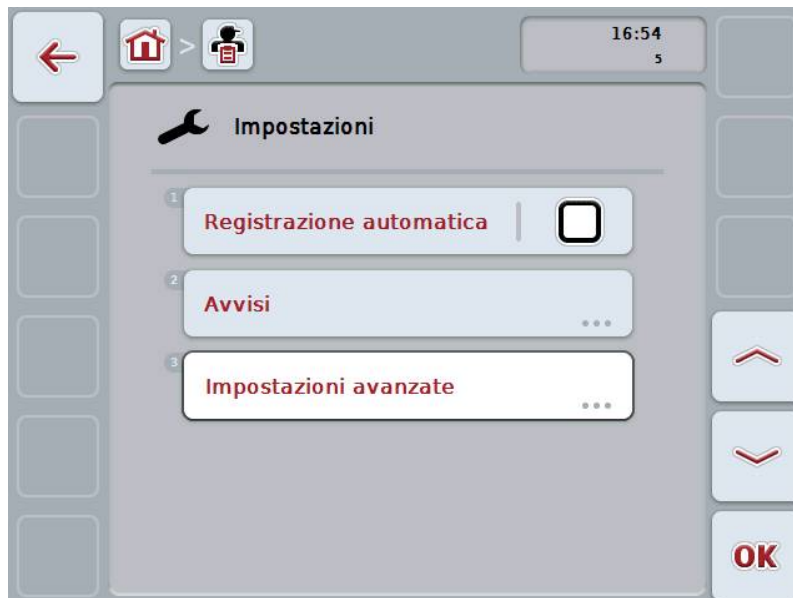 16:54
5
Impostazioni
1
Registrazione automatica
2
Avvisi
3
Impostazioni avanzate
OK